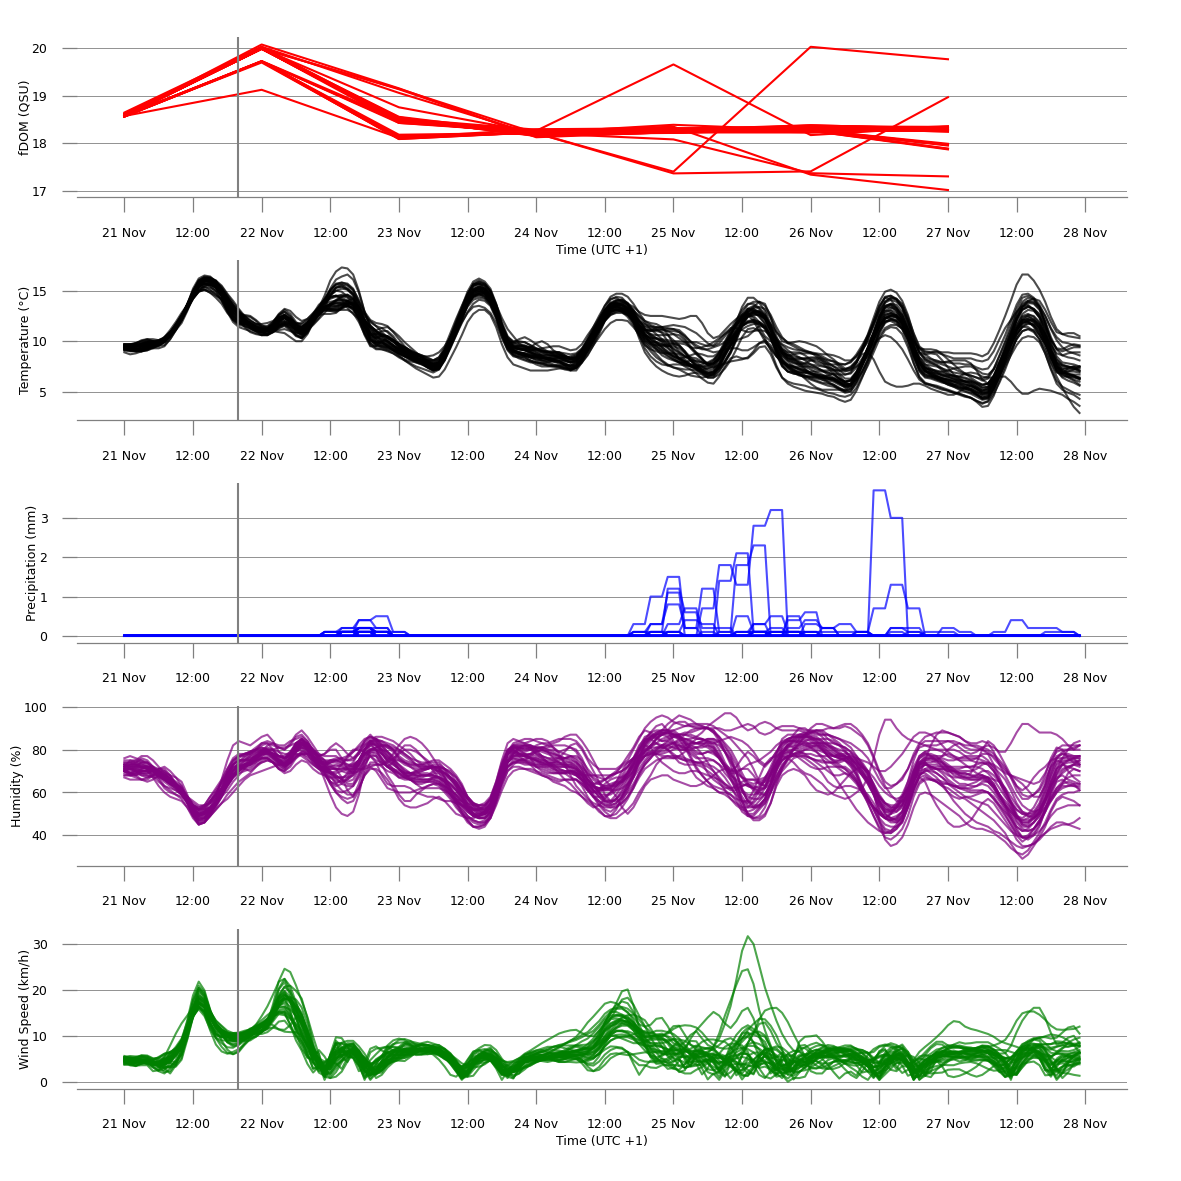 fDOM (QSU)
20
19
18
17
21 Nov 12:00 22 Nov 12:00 23 Nov 12:00 24 Nov 12:00 25 Nov 12:00 26 Nov 12:00 27 Nov 12:00 28 Nov
Time (UTC +1)
Temperature (°C)
15
10
5
21 Nov 12:00 22 Nov 12:00 23 Nov 12:00 24 Nov 12:00 25 Nov 12:00 26 Nov 12:00 27 Nov 12:00 28 Nov
Precipitation (mm)
3
2
1
0
21 Nov 12:00 22 Nov 12:00 23 Nov 12:00 24 Nov 12:00 25 Nov 12:00 26 Nov 12:00 27 Nov 12:00 28 Nov
Humidity (%)
100
80
60
40
21 Nov 12:00 22 Nov 12:00 23 Nov 12:00 24 Nov 12:00 25 Nov 12:00 26 Nov 12:00 27 Nov 12:00 28 Nov
Wind Speed (km/h)
30
20
10
0
21 Nov 12:00 22 Nov 12:00 23 Nov 12:00 24 Nov 12:00 25 Nov 12:00 26 Nov 12:00 27 Nov 12:00 28 Nov
Time (UTC +1)